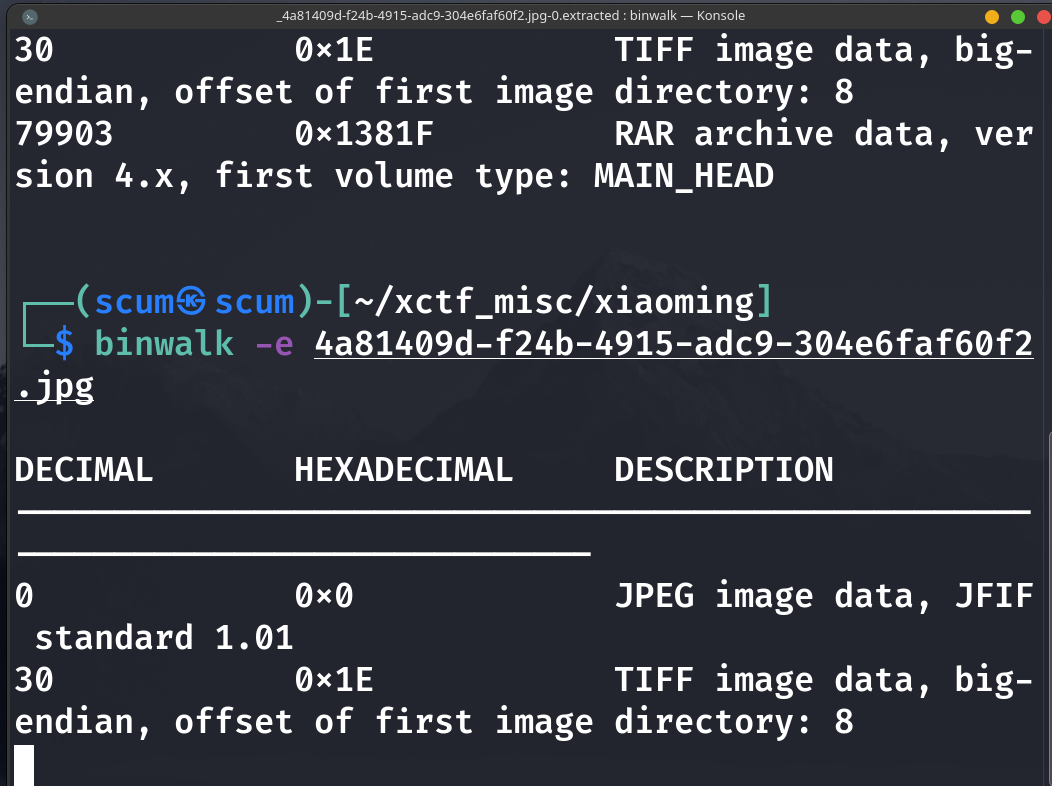 _4a81409d-f24b-4915-adc9-304e6faf60f2.jpg-0.extracted : binwalk — Konsole
30 0×1E TIFF image data, big-
endian, offset of first image directory: 8
79903 0×1381F RAR archive data, ver
sion 4.x, first volume type: MAIN_HEAD
┌──(scum㉿scum)-[~/xctf_misc/xiaoming]
└─$ binwalk -e 4a81409d-f24b-4915-adc9-304e6faf60f2
.jpg
DECIMAL HEXADECIMAL DESCRIPTION
0 0×0 JPEG image data, JFIF
standard 1.01
30 0×1E TIFF image data, big-
endian, offset of first image directory: 8